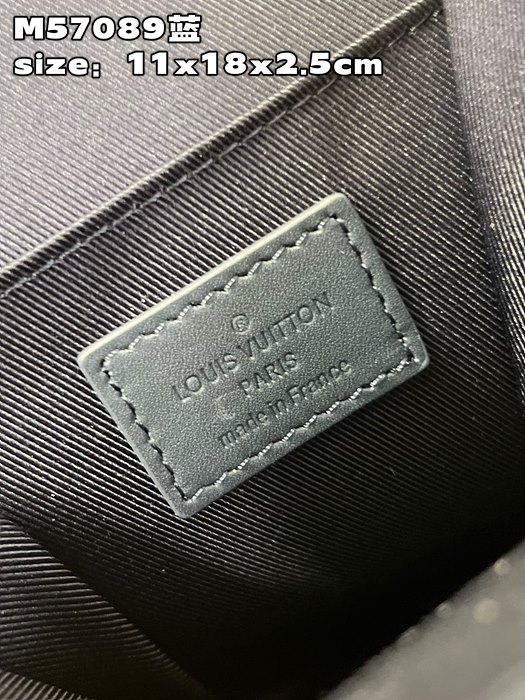 M57089蓝
size：11x18x2.5cm
®
LOUIS VUITTON
PARIS
made in France